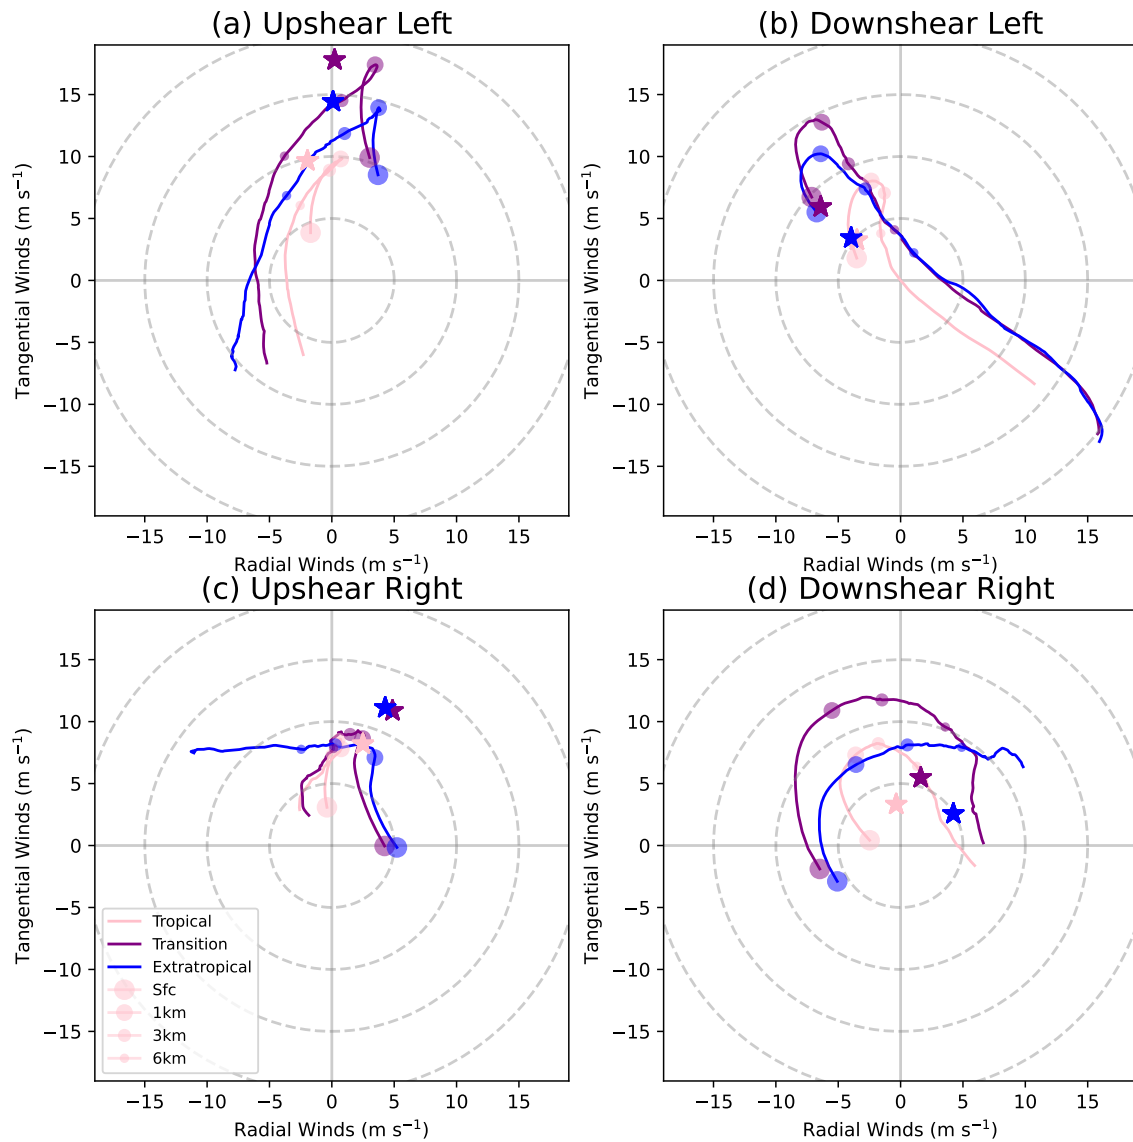 (a) Upshear Left
(b) Downshear Left
15
10
5
0
−5
−10
−15
Tangential Winds (m s⁻¹)
−15 −10 −5 0 5 10 15
Radial Winds (m s⁻¹)
15
10
5
0
−5
−10
−15
Tangential Winds (m s⁻¹)
−15 −10 −5 0 5 10 15
Radial Winds (m s⁻¹)
(c) Upshear Right
(d) Downshear Right
15
10
5
0
−5
−10
−15
Tangential Winds (m s⁻¹)
Tropical
Transition
Extratropical
Sfc
1km
3km
6km
−15 −10 −5 0 5 10 15
Radial Winds (m s⁻¹)
15
10
5
0
−5
−10
−15
Tangential Winds (m s⁻¹)
−15 −10 −5 0 5 10 15
Radial Winds (m s⁻¹)